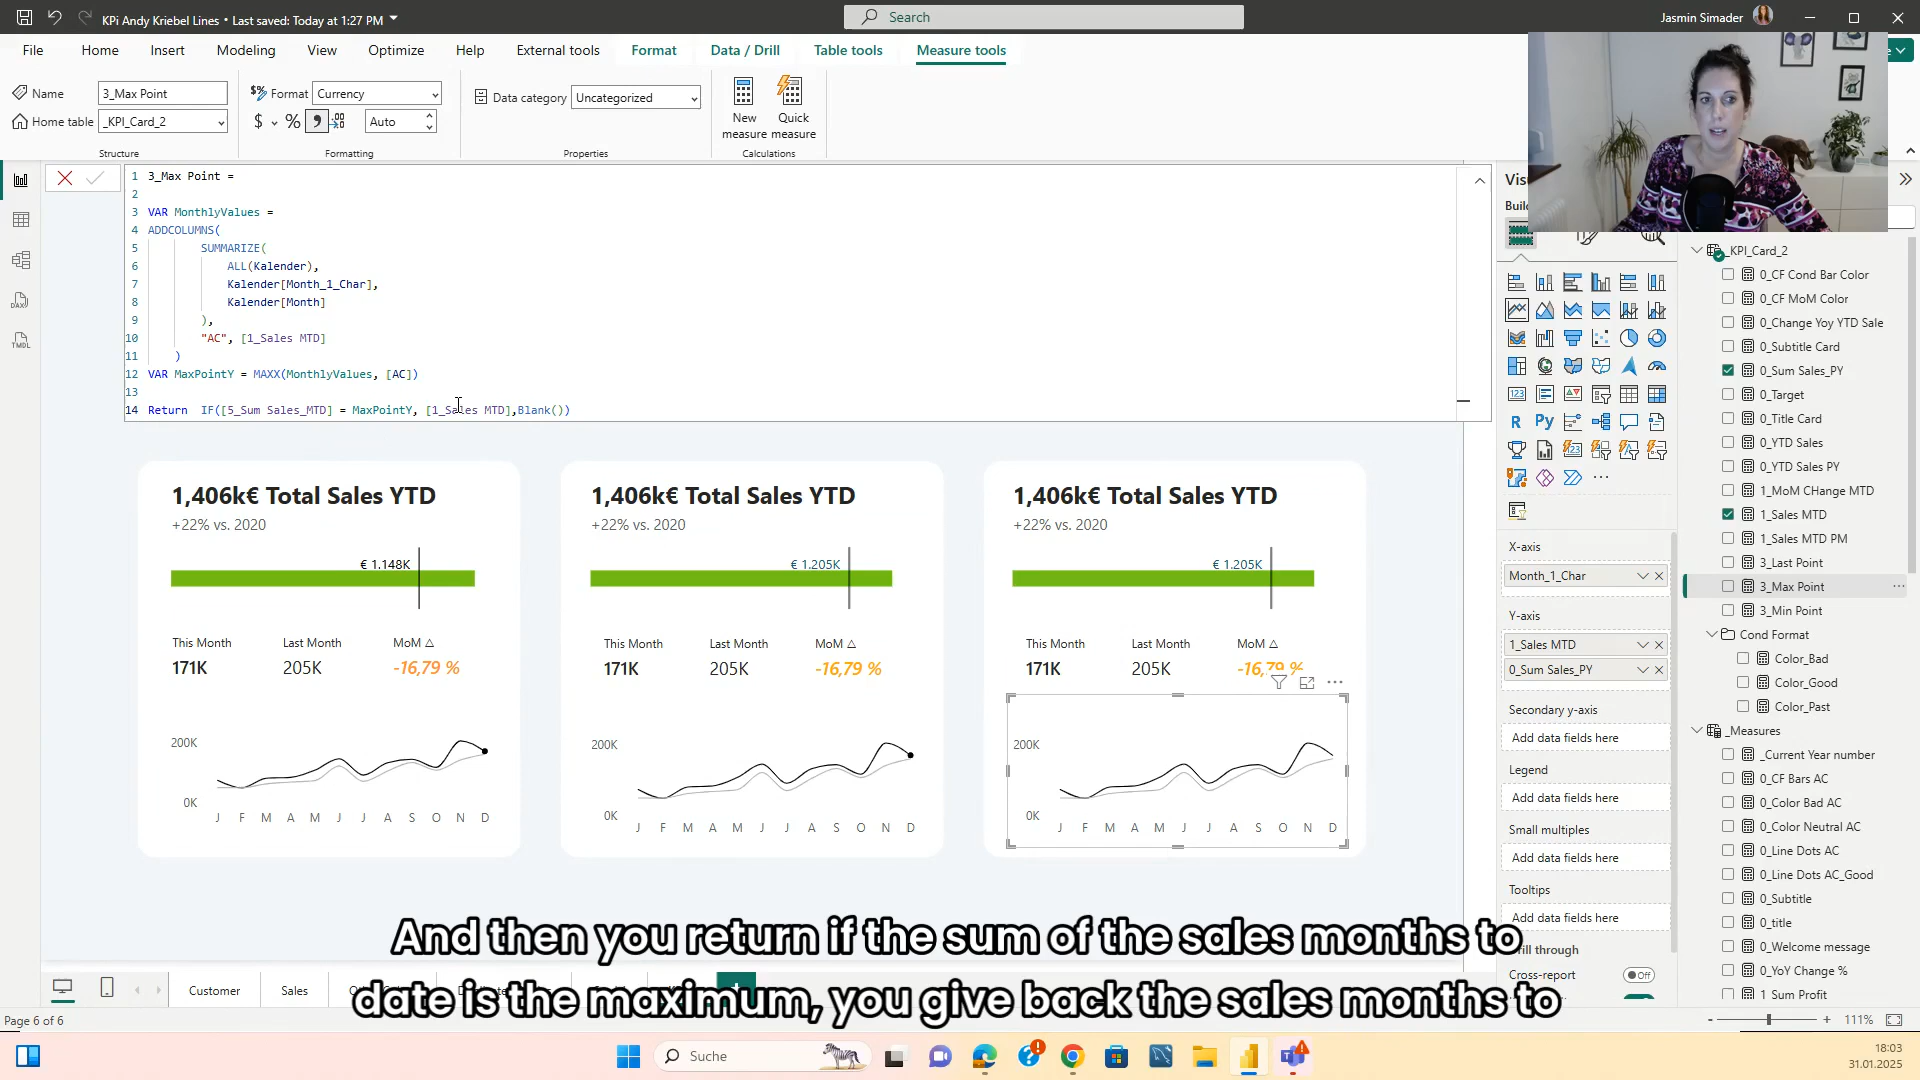 KPi Andy Kriebel Lines • Last saved: Today at 1:27 PM
Search
Jasmin Simader
File Home Insert Modeling View Optimize Help External tools Format Data / Drill Table tools Measure tools
Name 3_Max Point
Home table _KPI_Card_2
Structure
Format Currency
$ % Auto
Formatting
Data category Uncategorized
Properties
New measure
Quick measure
Calculations
1 3_Max Point =
2
3 VAR MonthlyValues =
4 ADDCOLUMNS(
5 SUMMARIZE(
6 ALL(Kalender),
7 Kalender[Month_1_Char],
8 Kalender[Month]
9 ),
10 "AC", [1_Sales MTD]
11 )
12 VAR MaxPointY = MAXX(MonthlyValues, [AC])
13
14 Return IF([5_Sum Sales_MTD] = MaxPointY, [1_Sales MTD],Blank())
1,406k€ Total Sales YTD
+22% vs. 2020
€ 1.148K
This Month Last Month MoM △
171K 205K -16,79 %
200K
0K
J F M A M J J A S O N D
1,406k€ Total Sales YTD
+22% vs. 2020
€ 1.205K
This Month Last Month MoM △
171K 205K -16,79 %
200K
0K
J F M A M J J A S O N D
1,406k€ Total Sales YTD
+22% vs. 2020
€ 1.205K
This Month Last Month MoM △
171K 205K -16,79 %
200K
0K
J F M A M J J A S O N D
X-axis
Month_1_Char
Y-axis
1_Sales MTD
0_Sum Sales_PY
Secondary y-axis
Add data fields here
Legend
Add data fields here
Small multiples
Add data fields here
Tooltips
Add data fields here
Cross-report
Off
_KPI_Card_2
0_CF Cond Bar Color
0_CF MoM Color
0_Change Yoy YTD Sale
0_Subtitle Card
0_Sum Sales_PY
0_Target
0_Title Card
0_YTD Sales
0_YTD Sales PY
1_MoM CHange MTD
1_Sales MTD
1_Sales MTD PM
3_Last Point
3_Max Point
3_Min Point
Cond Format
Color_Bad
Color_Good
Color_Past
_Measures
_Current Year number
0_CF Bars AC
0_Color Bad AC
0_Color Neutral AC
0_Line Dots AC
0_Line Dots AC_Good
0_Subtitle
0_title
0_Welcome message
0_YoY Change %
1_Sum Profit
And then you return if the sum of the sales months to
date is the maximum, you give back the sales months to
Customer Sales
Page 6 of 6
- + 111%
Suche
18:03
31.01.2025